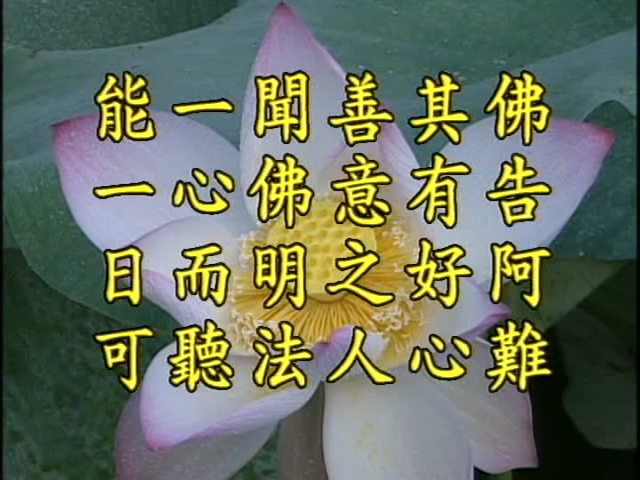 佛告阿難
其有好心
善意之人
聞佛明法
一心而聽
能一日可